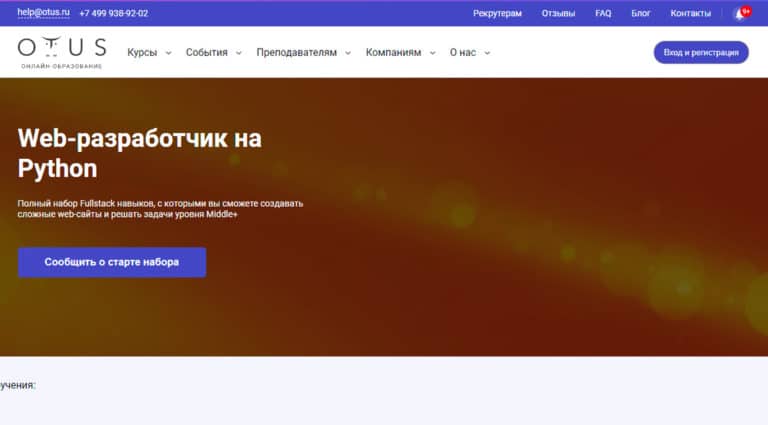 help@otus.ru +7 499 938-92-02 Рекрутерам Отзывы FAQ Блог Контакты 9+
OTUS
ОНЛАЙН-ОБРАЗОВАНИЕ
Курсы События Преподавателям Компаниям О нас Вход и регистрация
Web-разработчик на
Python
Полный набор Fullstack навыков, с которыми вы сможете создавать
сложные web-сайты и решать задачи уровня Middle+
Сообщить о старте набора
учения: